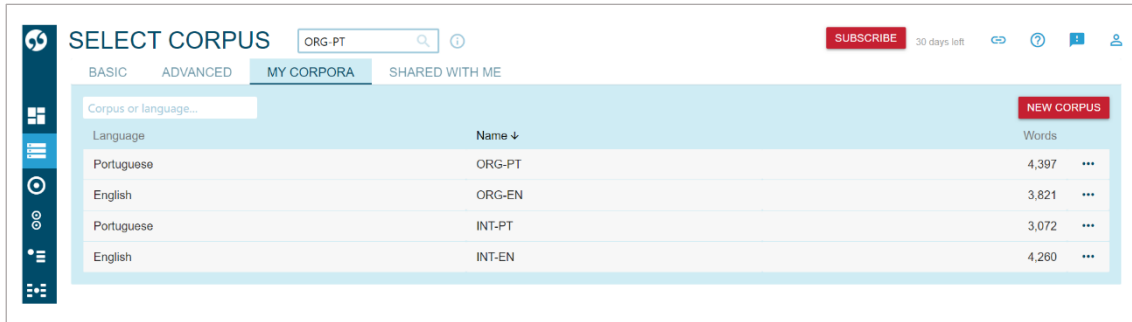 SELECT CORPUS ORG-PT SUBSCRIBE 30 days left
BASIC ADVANCED MY CORPORA SHARED WITH ME
Corpus or language... NEW CORPUS
Language Name Words
Portuguese ORG-PT 4,397
English ORG-EN 3,821
Portuguese INT-PT 3,072
English INT-EN 4,260